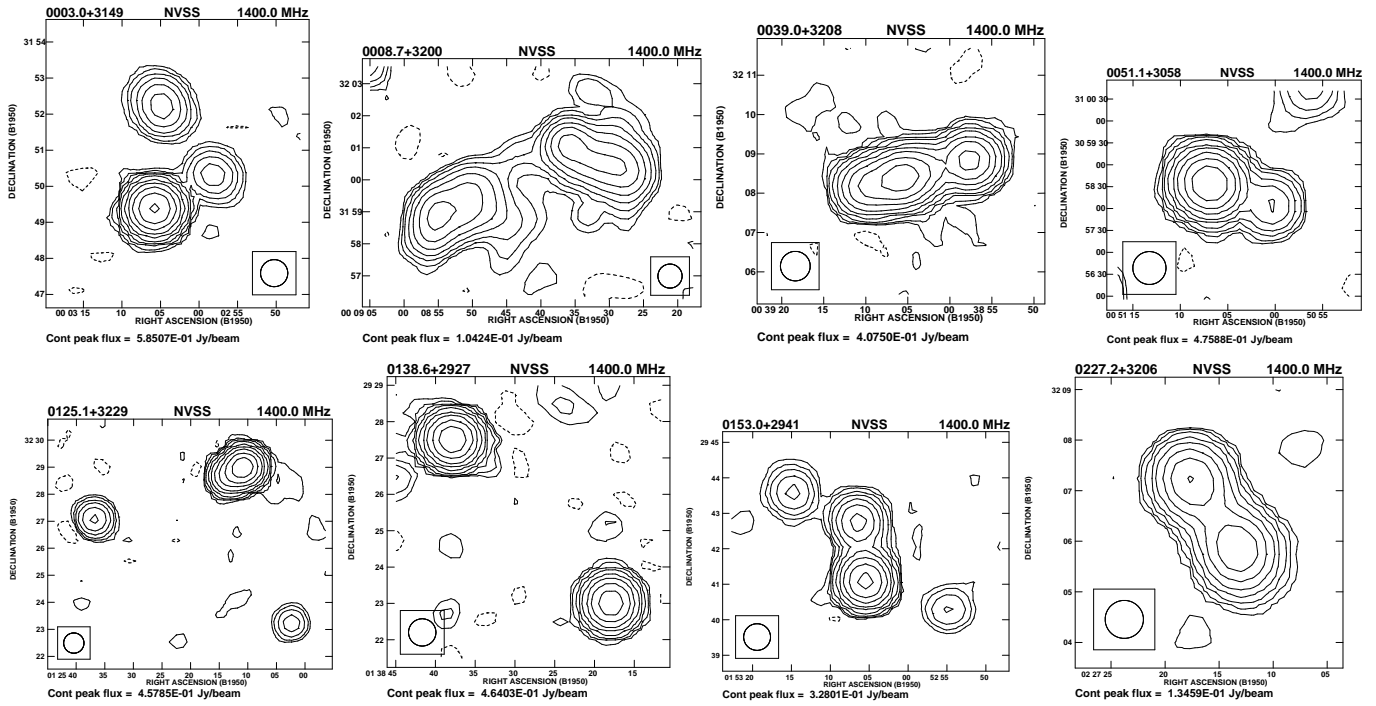 0003.0+3149 NVSS 1400.0 MHz
DECLINATION (B1950)
31 54
53
52
51
50
49
48
47
00 03 15 10 05 00 02 55 50
RIGHT ASCENSION (B1950)
Cont peak flux = 5.8507E-01 Jy/beam
0008.7+3200 NVSS 1400.0 MHz
DECLINATION (B1950)
32 03
02
01
00
31 59
58
57
00 09 05 00 08 55 50 45 40 35 30 25 20
RIGHT ASCENSION (B1950)
Cont peak flux = 1.0424E-01 Jy/beam
0039.0+3208 NVSS 1400.0 MHz
DECLINATION (B1950)
32 11
10
09
08
07
06
00 39 20 15 10 05 00 38 55
RIGHT ASCENSION (B1950)
Cont peak flux = 4.0750E-01 Jy/beam
0051.1+3058 NVSS 1400.0 MHz
DECLINATION (B1950)
31 00 30
00
30 59 30
00
58 30
00
57 30
00
56 30
00
00 51 15 10 05 00 50 55
RIGHT ASCENSION (B1950)
Cont peak flux = 4.7588E-01 Jy/beam
0125.1+3229 NVSS 1400.0 MHz
DECLINATION (B1950)
32 30
29
28
27
26
25
24
23
22
01 25 40 35 30 25 20 15 10 05 00
RIGHT ASCENSION (B1950)
Cont peak flux = 4.5785E-01 Jy/beam
0138.6+2927 NVSS 1400.0 MHz
DECLINATION (B1950)
29 29
28
27
26
25
24
23
22
01 38 45 40 35 30 25 20 15
RIGHT ASCENSION (B1950)
Cont peak flux = 4.6403E-01 Jy/beam
0153.0+2941 NVSS 1400.0 MHz
DECLINATION (B1950)
29 45
44
43
42
41
40
39
01 53 20 15 10 05 00 52 55 50
RIGHT ASCENSION (B1950)
Cont peak flux = 3.2801E-01 Jy/beam
0227.2+3206 NVSS 1400.0 MHz
DECLINATION (B1950)
32 09
08
07
06
05
04
02 27 25 20 15 10 05
RIGHT ASCENSION (B1950)
Cont peak flux = 1.3459E-01 Jy/beam